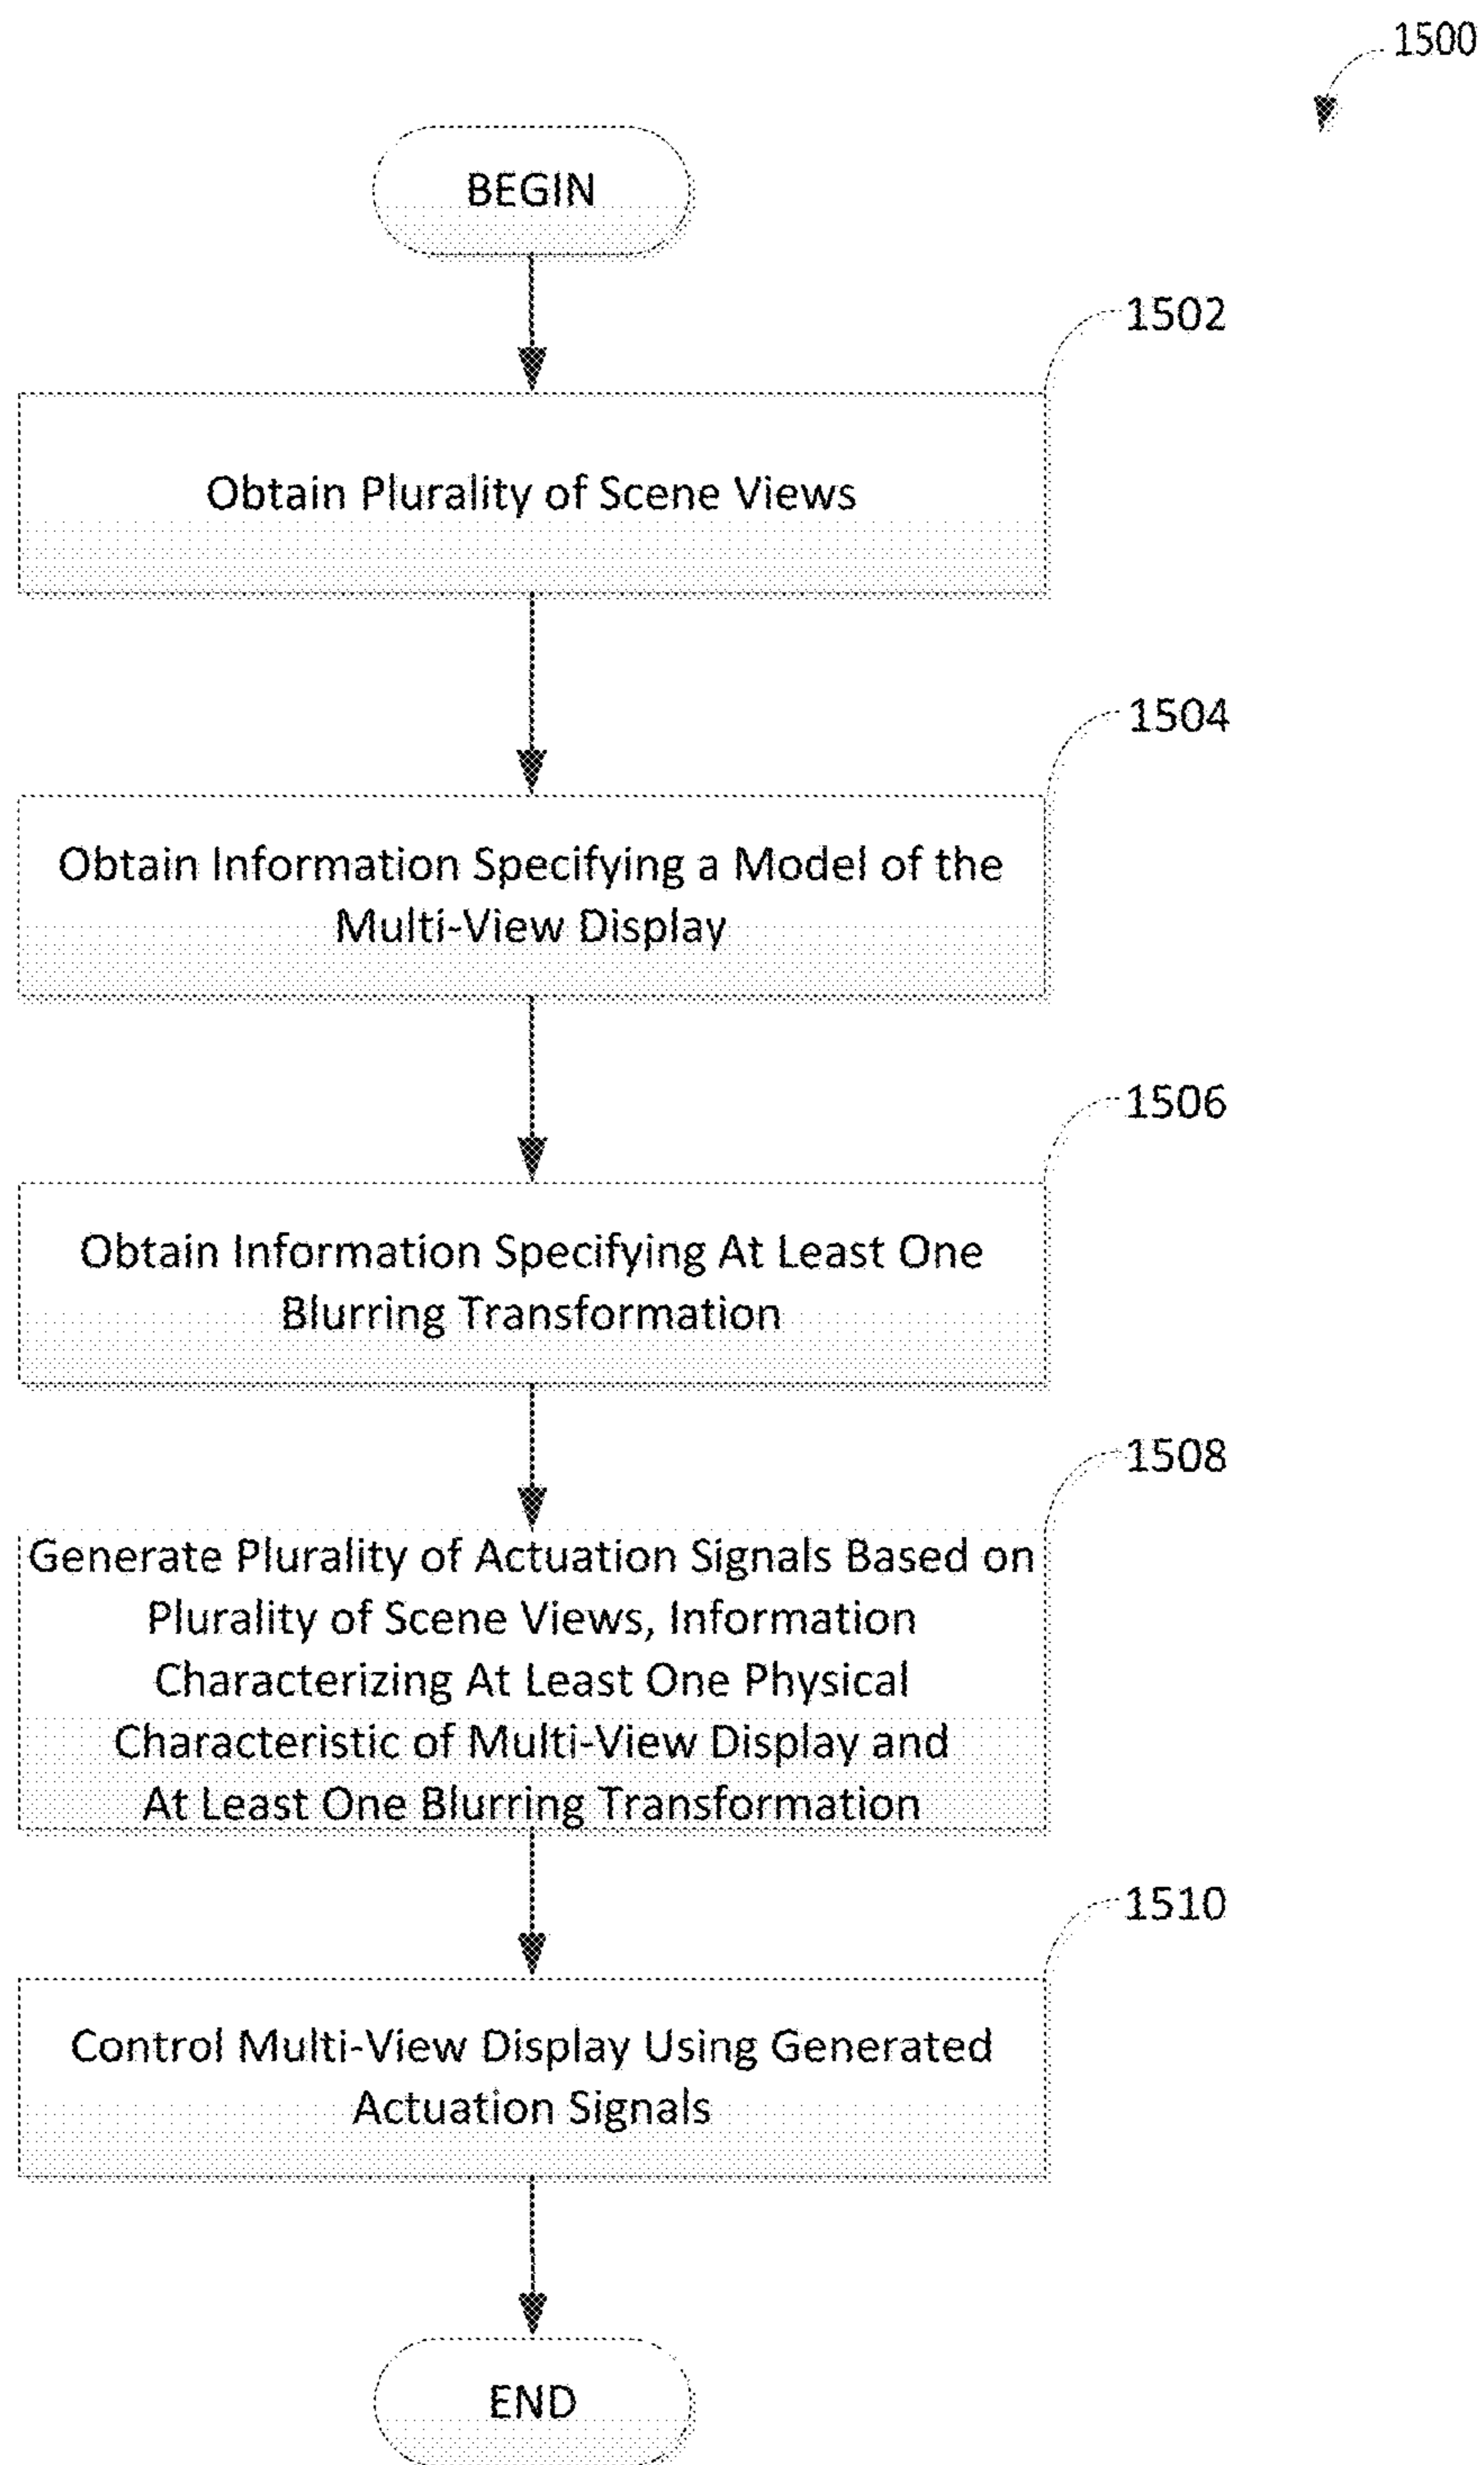 1500
BEGIN
1502
Obtain Plurality of Scene Views
1504
Obtain Information Specifying a Model of the
Multi-View Display
1506
Obtain Information Specifying At Least One
Blurring Transformation
1508
Generate Plurality of Actuation Signals Based on
Plurality of Scene Views, Information
Characterizing At Least One Physical
Characteristic of Multi-View Display and
At Least One Blurring Transformation
1510
Control Multi-View Display Using Generated
Actuation Signals
END